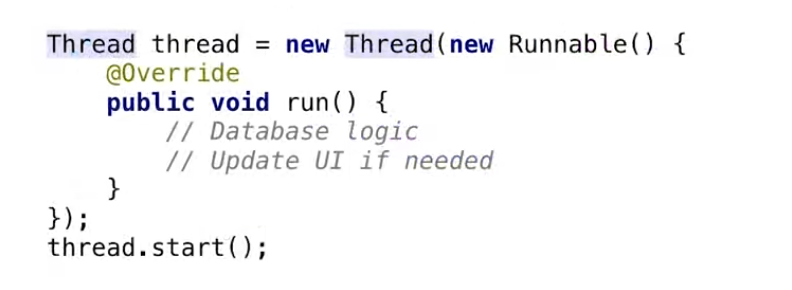 Thread thread = new Thread(new Runnable() {
    @Override
    public void run() {
        // Database logic
        // Update UI if needed
    }
});
thread.start();